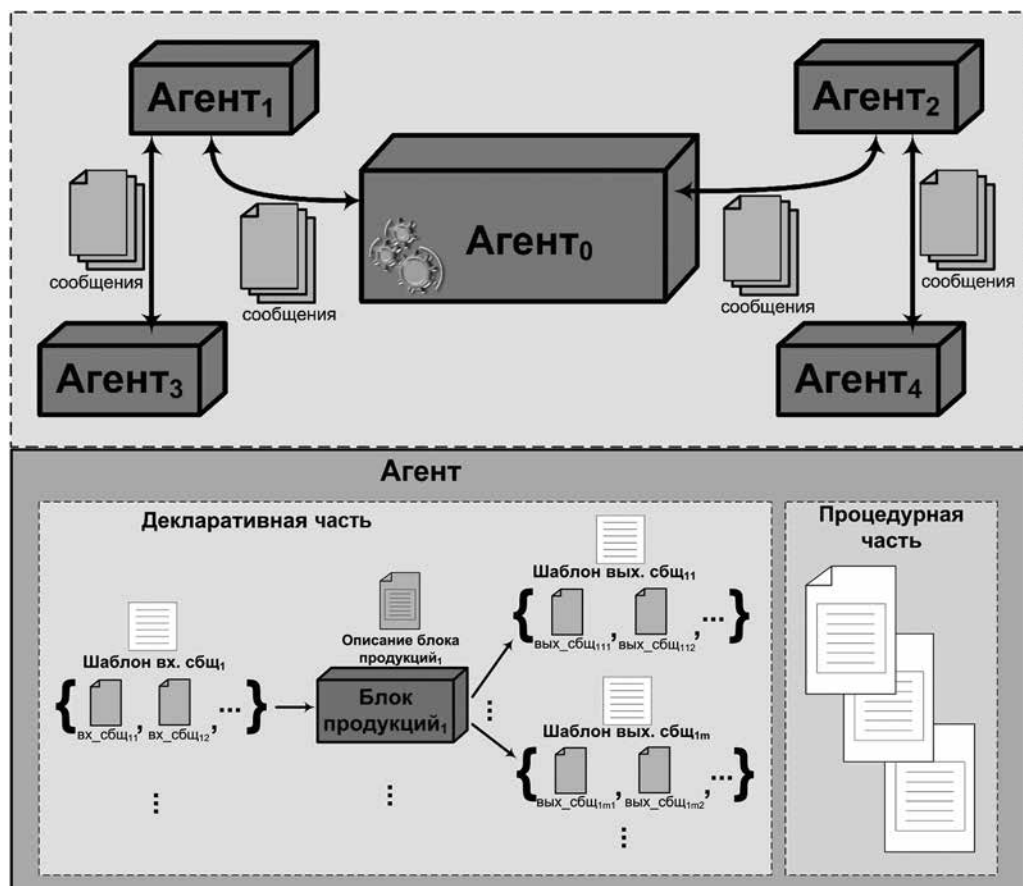 Агент₁
Агент₂
Агент₀
сообщения
сообщения
сообщения
сообщения
Агент₃
Агент₄
Агент
Декларативная часть
Процедурная
часть
Шаблон вых. сбщ₁₁
{ , , ... }
вых_сбщ₁₁₁ вых_сбщ₁₁₂
Описание блока
продукций₁
Шаблон вх. сбщ₁
{ , , ... }
вх_сбщ₁₁ вх_сбщ₁₂
Блок
продукций₁
Шаблон вых. сбщ₁ₘ
{ , , ... }
вых_сбщ₁ₘ₁ вых_сбщ₁ₘ₂